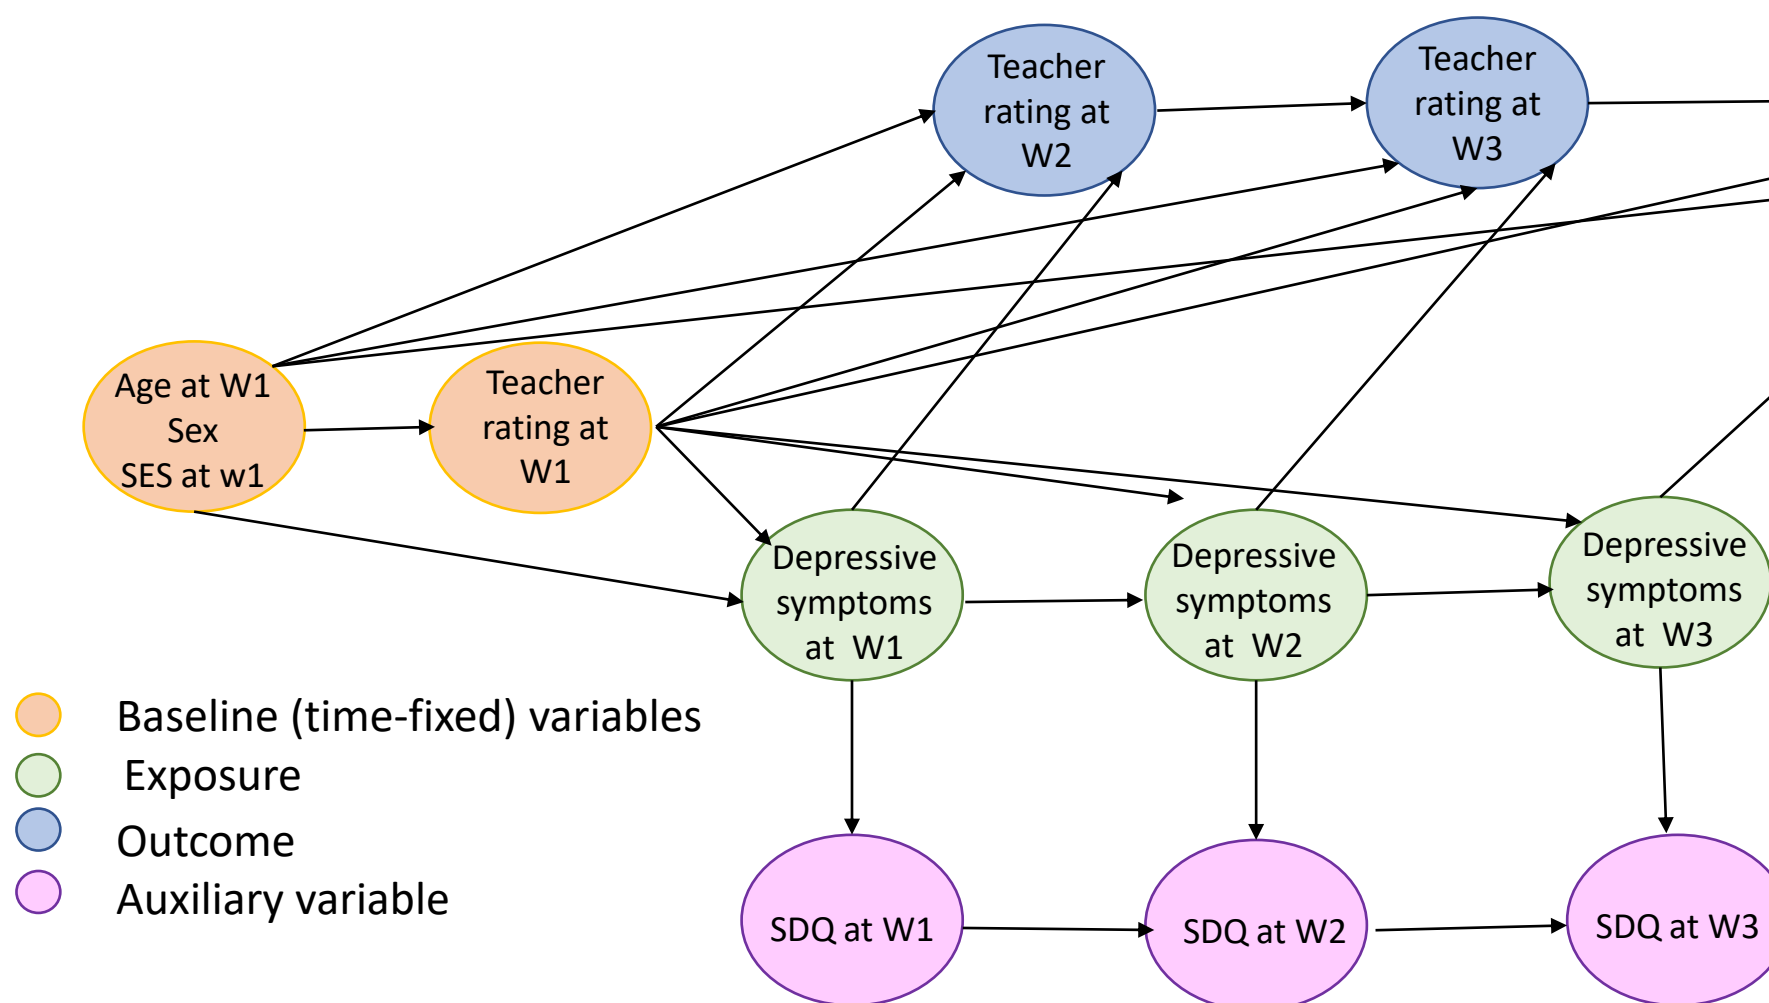 Teacher
rating at
W2
Teacher
rating at
W3
Age at W1
Sex
SES at w1
Teacher
rating at
W1
Depressive
symptoms
at W1
Depressive
symptoms
at W2
Depressive
symptoms
at W3
Baseline (time-fixed) variables
Exposure
Outcome
Auxiliary variable
SDQ at W1
SDQ at W2
SDQ at W3